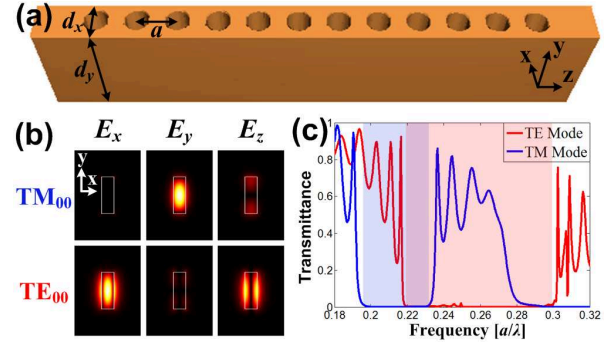 (a)
dx
a
dy
x
y
z
(b)
Ex Ey Ez
y
x
TM00
TE00
(c)
TE Mode
TM Mode
Transmittance
1
0.8
0.6
0.4
0.2
0
0.18 0.2 0.22 0.24 0.26 0.28 0.3 0.32
Frequency [a/λ]